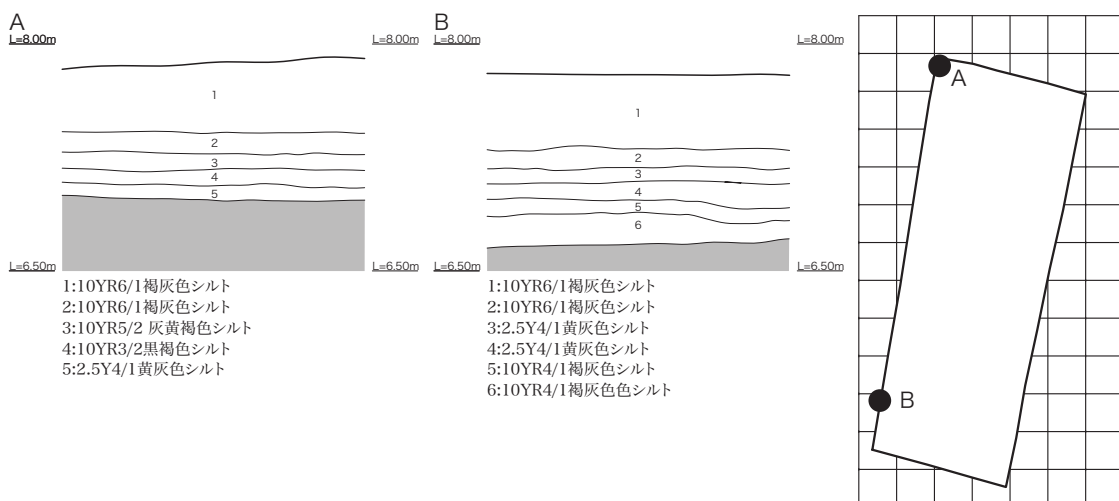 A
L=8.00m L=8.00m
1
2
3
4
5
L=6.50m L=6.50m
1:10YR6/1褐灰色シルト
2:10YR6/1褐灰色シルト
3:10YR5/2 灰黄褐色シルト
4:10YR3/2黒褐色シルト
5:2.5Y4/1黄灰色シルト
B
L=8.00m
1
2
3
4
5
6
L=6.50m
1:10YR6/1褐灰色シルト
2:10YR6/1褐灰色シルト
3:2.5Y4/1黄灰色シルト
4:2.5Y4/1黄灰色シルト
5:10YR4/1褐灰色シルト
6:10YR4/1褐灰色色シルト
L=8.00m
L=6.50m
A
B